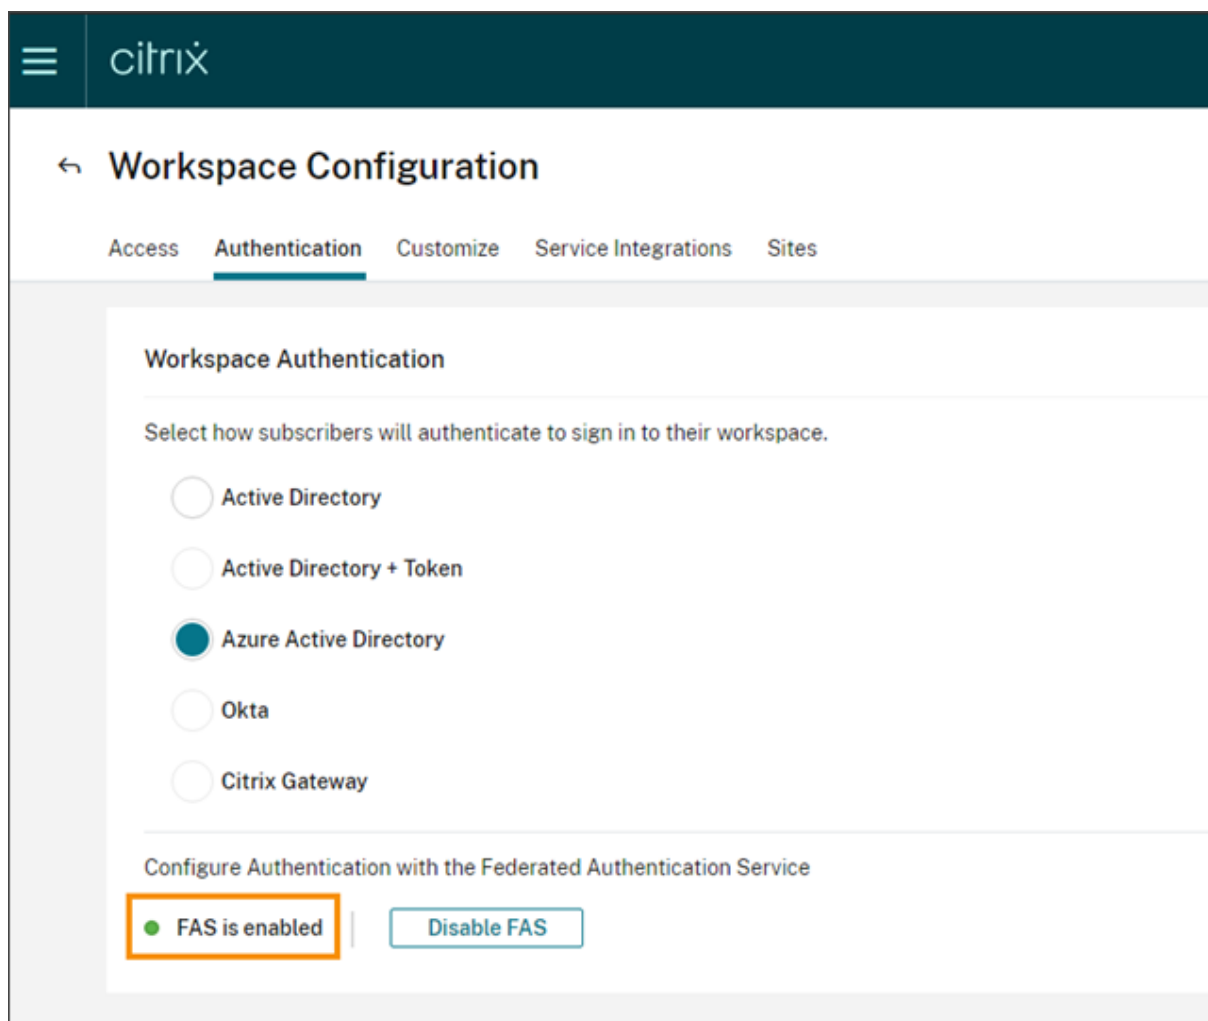 citrix
Workspace Configuration
Access Authentication Customize Service Integrations Sites
Workspace Authentication
Select how subscribers will authenticate to sign in to their workspace.
Active Directory
Active Directory + Token
Azure Active Directory
Okta
Citrix Gateway
Configure Authentication with the Federated Authentication Service
FAS is enabled Disable FAS